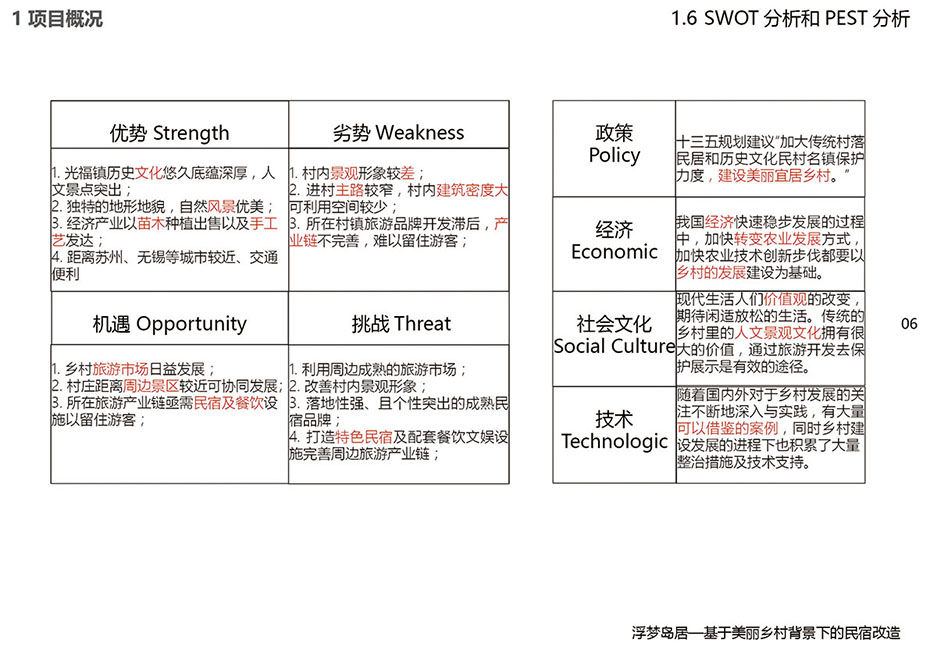 1 项目概况
1.6 SWOT 分析和 PEST 分析
优势 Strength
1. 光福镇历史文化悠久底蕴深厚，人
文景点突出；
2. 独特的地形地貌，自然风景优美；
3. 经济产业以苗木种植出售以及手工
艺发达；
4. 距离苏州、无锡等城市较近、交通
便利
劣势 Weakness
1. 村内景观形象较差；
2. 进村主路较窄，村内建筑密度大
可利用空间较少；
3. 所在村镇旅游品牌开发滞后，产
业链不完善，难以留住游客；
机遇 Opportunity
1. 乡村旅游市场日益发展；
2. 村庄距离周边景区较近可协同发展；
3. 所在旅游产业链亟需民宿及餐饮设
施以留住游客；
挑战 Threat
1. 利用周边成熟的旅游市场；
2. 改善村内景观形象；
3. 落地性强、且个性突出的成熟民
宿品牌；
4. 打造特色民宿及配套餐饮文娱设
施完善周边旅游产业链；
政策
Policy
十三五规划建议“加大传统村落
民居和历史文化民村名镇保护
力度，建设美丽宜居乡村。”
经济
Economic
我国经济快速稳步发展的过程
中，加快转变农业发展方式，
加快农业技术创新步伐都要以
乡村的发展建设为基础。
社会文化
Social Culture
现代生活人们价值观的改变，
期待闲适放松的生活。传统的
乡村里的人文景观文化拥有很
大的价值，通过旅游开发去保
护展示是有效的途径。
技术
Technologic
随着国内外对于乡村发展的关
注不断地深入与实践，有大量
可以借鉴的案例，同时乡村建
设发展的进程下也积累了大量
整治措施及技术支持。
06
浮梦岛居—基于美丽乡村背景下的民宿改造